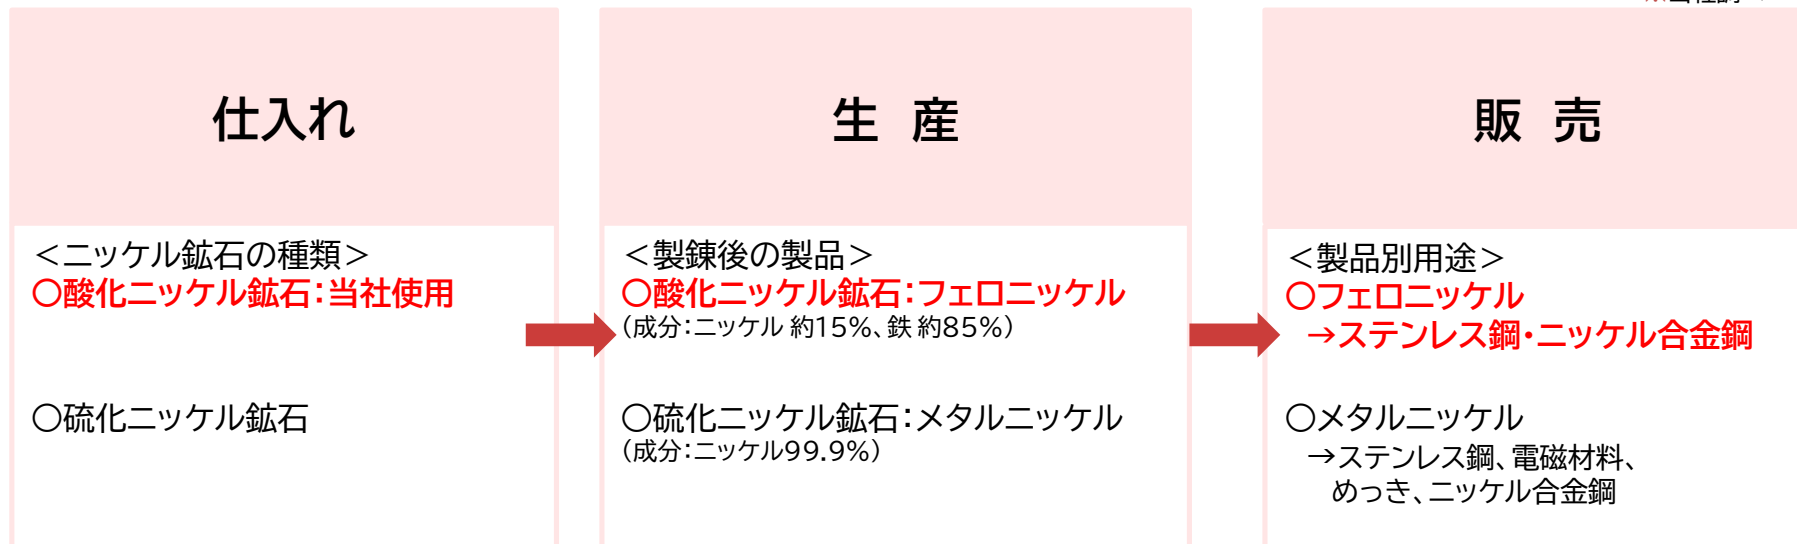 仕入れ
＜ニッケル鉱石の種類＞
○酸化ニッケル鉱石：当社使用
○硫化ニッケル鉱石
生 産
＜製錬後の製品＞
○酸化ニッケル鉱石：フェロニッケル
（成分：ニッケル 約15%、鉄 約85%）
○硫化ニッケル鉱石：メタルニッケル
（成分：ニッケル99.9%）
販 売
＜製品別用途＞
○フェロニッケル
→ステンレス鋼・ニッケル合金鋼
○メタルニッケル
→ステンレス鋼、電磁材料、
めっき、ニッケル合金鋼